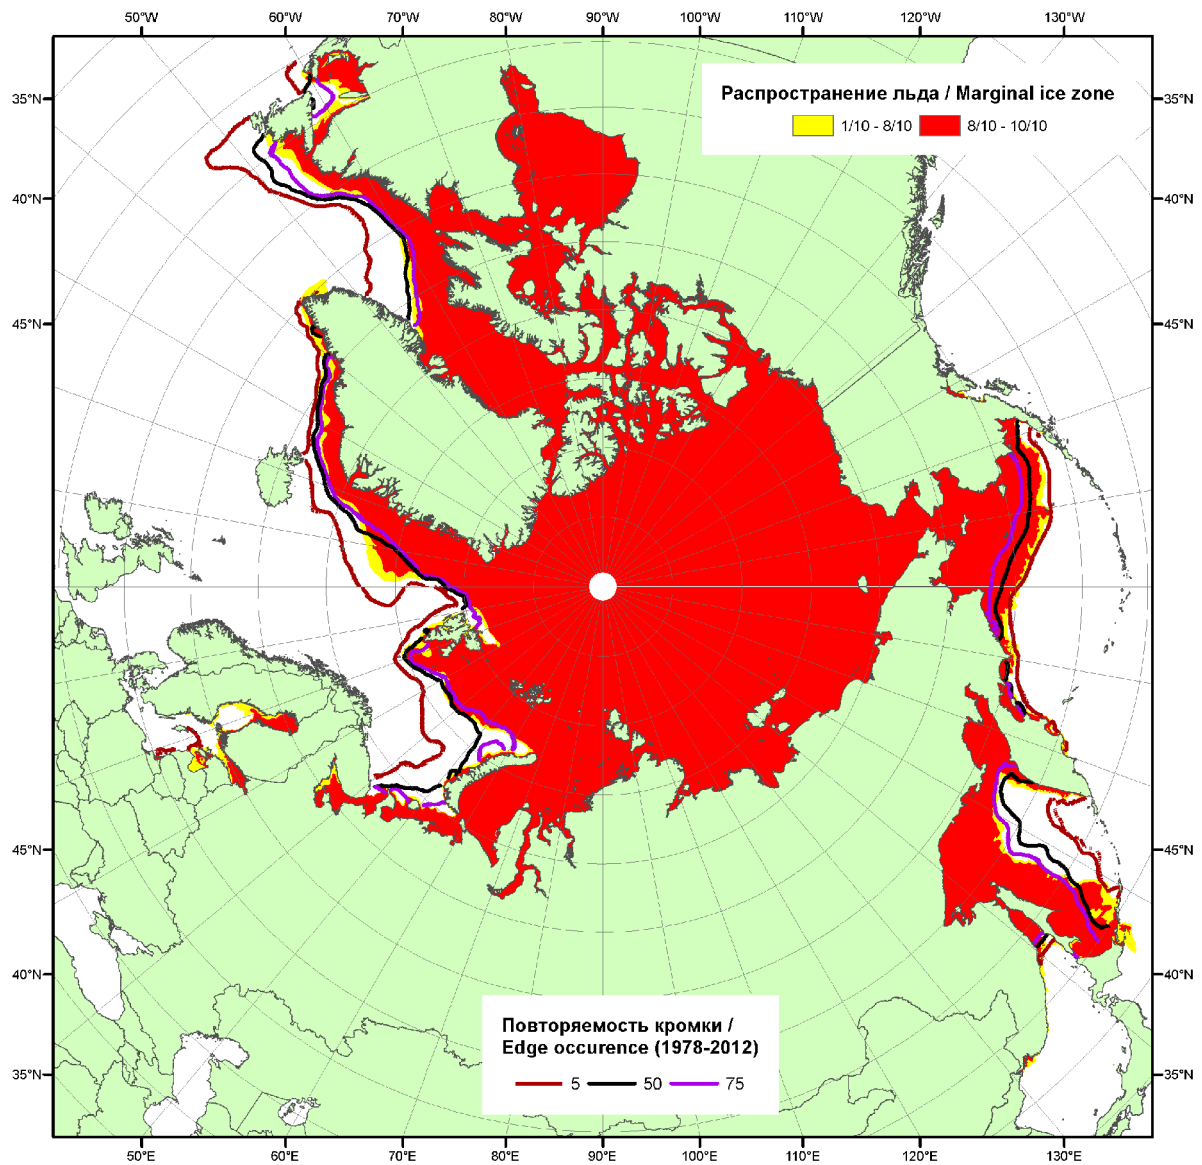 50°W 60°W 70°W 80°W 90°W 100°W 110°W 120°W 130°W
Распространение льда / Marginal ice zone
1/10 - 8/10 8/10 - 10/10
35°N 35°N
40°N 40°N
45°N 45°N
45°N 45°N
40°N 40°N
Повторяемость кромки /
Edge occurence (1978-2012)
35°N 35°N
5 50 75
50°E 60°E 70°E 80°E 90°E 100°E 110°E 120°E 130°E